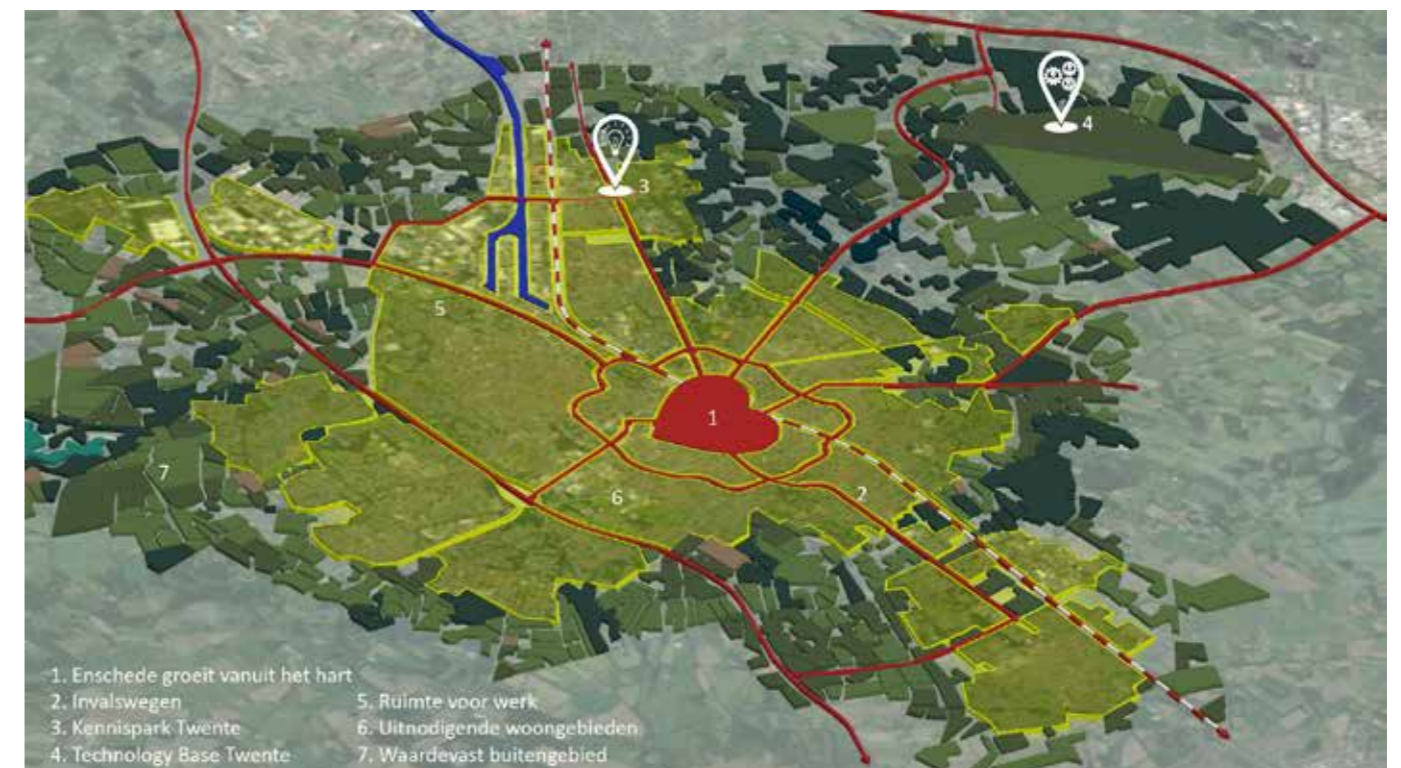 3
4
5
1
7
6
2
1. Enschede groeit vanuit het hart
2. Invalswegen
3. Kennispark Twente
4. Technology Base Twente
5. Ruimte voor werk
6. Uitnodigende woongebieden
7. Waardevast buitengebied